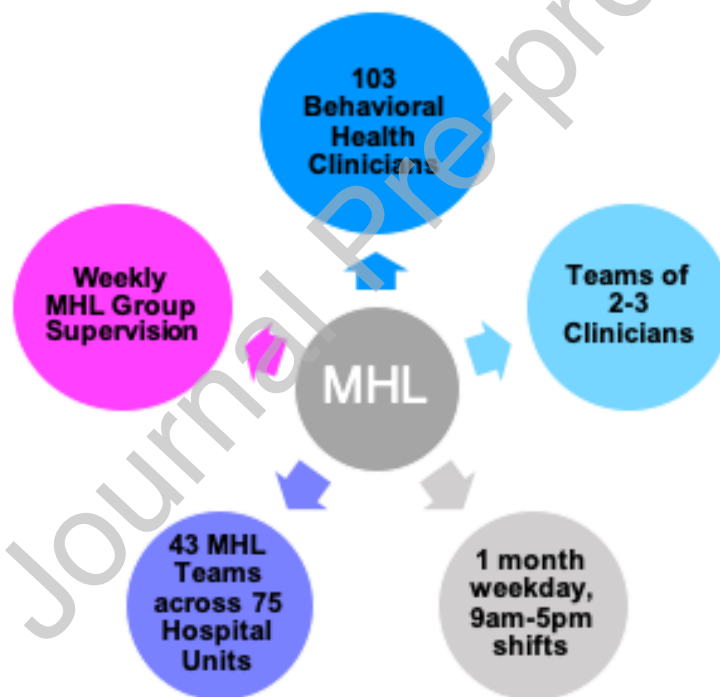 103
Behavioral
Health
Clinicians
Weekly
MHL Group
Supervision
Teams of
2-3
Clinicians
MHL
43 MHL
Teams
across 75
Hospital
Units
1 month
weekday,
9am-5pm
shifts
Journal Pre-pro